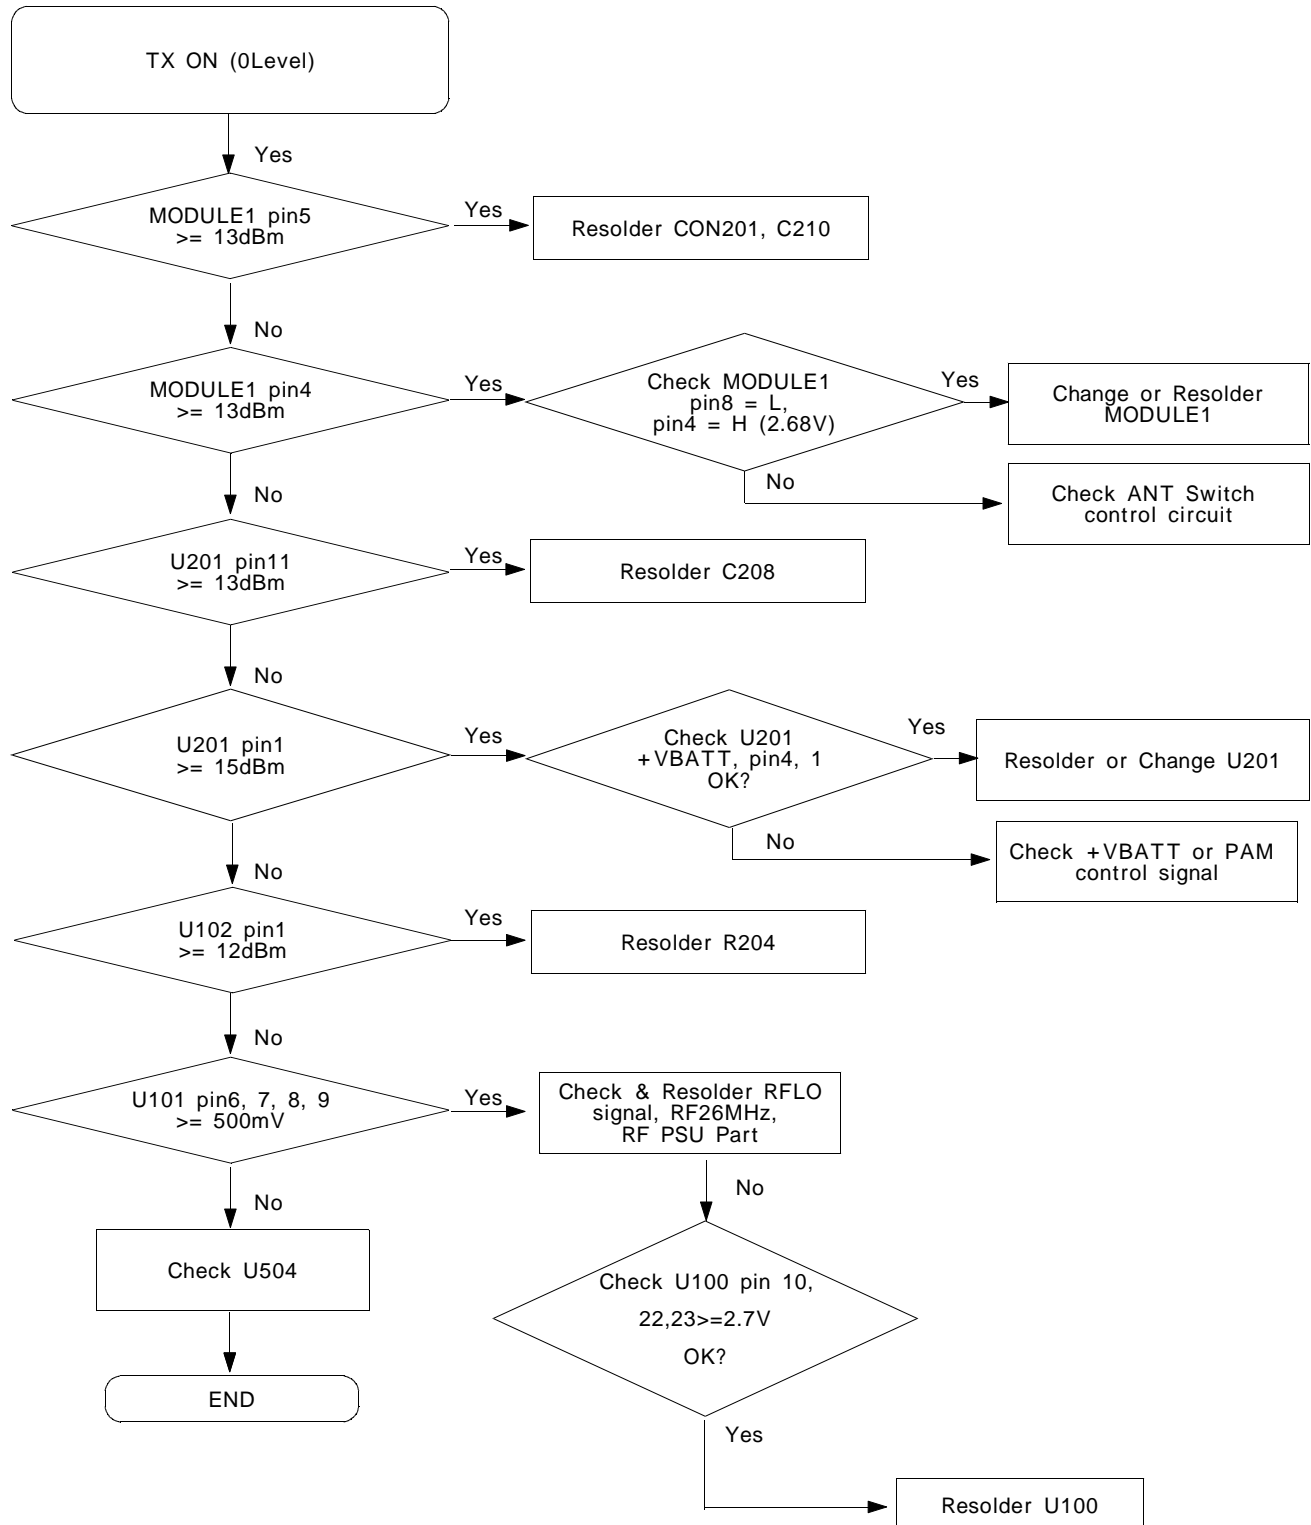 TX ON (0Level)
Yes
MODULE1 pin5
>= 13dBm
Yes
Resolder CON201, C210
No
MODULE1 pin4
>= 13dBm
Yes
Check MODULE1
pin8 = L,
pin4 = H (2.68V)
Yes
Change or Resolder
MODULE1
No
Check ANT Switch
control circuit
No
U201 pin11
>= 13dBm
Yes
Resolder C208
No
U201 pin1
>= 15dBm
Yes
Check U201
+VBATT, pin4, 1
OK?
Yes
Resolder or Change U201
No
Check +VBATT or PAM
control signal
No
U102 pin1
>= 12dBm
Yes
Resolder R204
No
U101 pin6, 7, 8, 9
>= 500mV
Yes
Check & Resolder RFLO
signal, RF26MHz,
RF PSU Part
No
Check U504
END
No
Check U100 pin 10,
22,23>=2.7V
OK?
Yes
Resolder U100